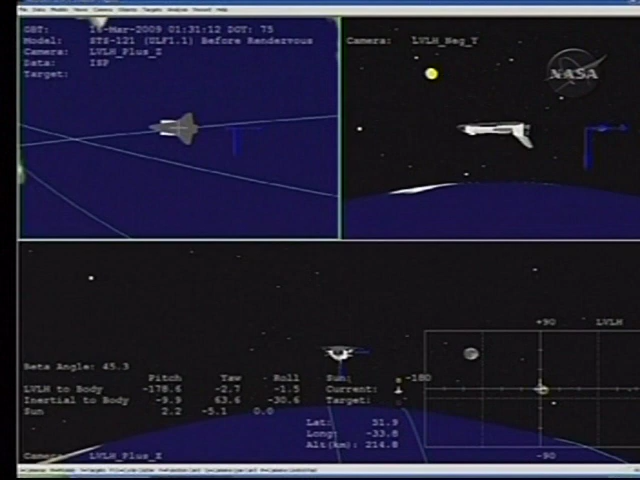 GMT: 16-Mar-2009 01:31:12 DOY: 75
Model: STS-121 (ULF1.1) Before Rendezvous
Camera: LVLH_Plus_Z
Data: ISP
Target:
Camera: LVLH_Neg_Y
NASA
+90 LVLH
Beta Angle: 45.3
Pitch Yaw Roll Sun: -180
LVLH to Body -178.6 -2.7 -1.5 Current:
Inertial to Body -9.9 63.6 -30.6 Target:
Sun 2.2 -5.1 0.0
Lat: 51.9
Long: -33.8
Alt(km): 214.8
Camera: LVLH_Plus_Z
-90